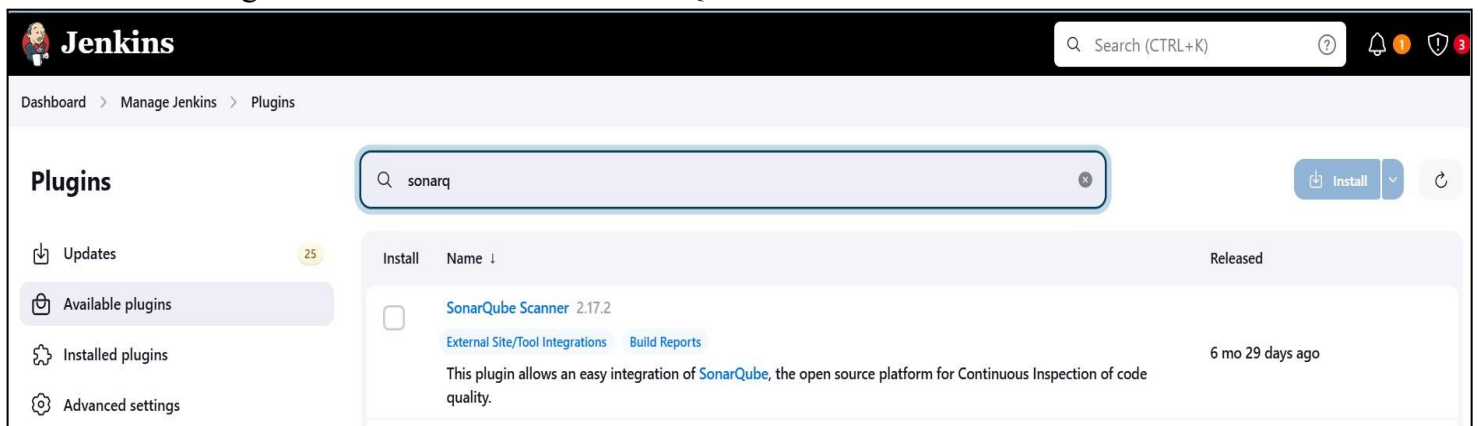 Jenkins
Search (CTRL+K)
1
3
Dashboard > Manage Jenkins > Plugins
Plugins
sonarq
Install
Updates 25
Available plugins
Installed plugins
Advanced settings
Install Name ↓ Released
SonarQube Scanner 2.17.2
External Site/Tool Integrations Build Reports
This plugin allows an easy integration of SonarQube, the open source platform for Continuous Inspection of code
quality.
6 mo 29 days ago